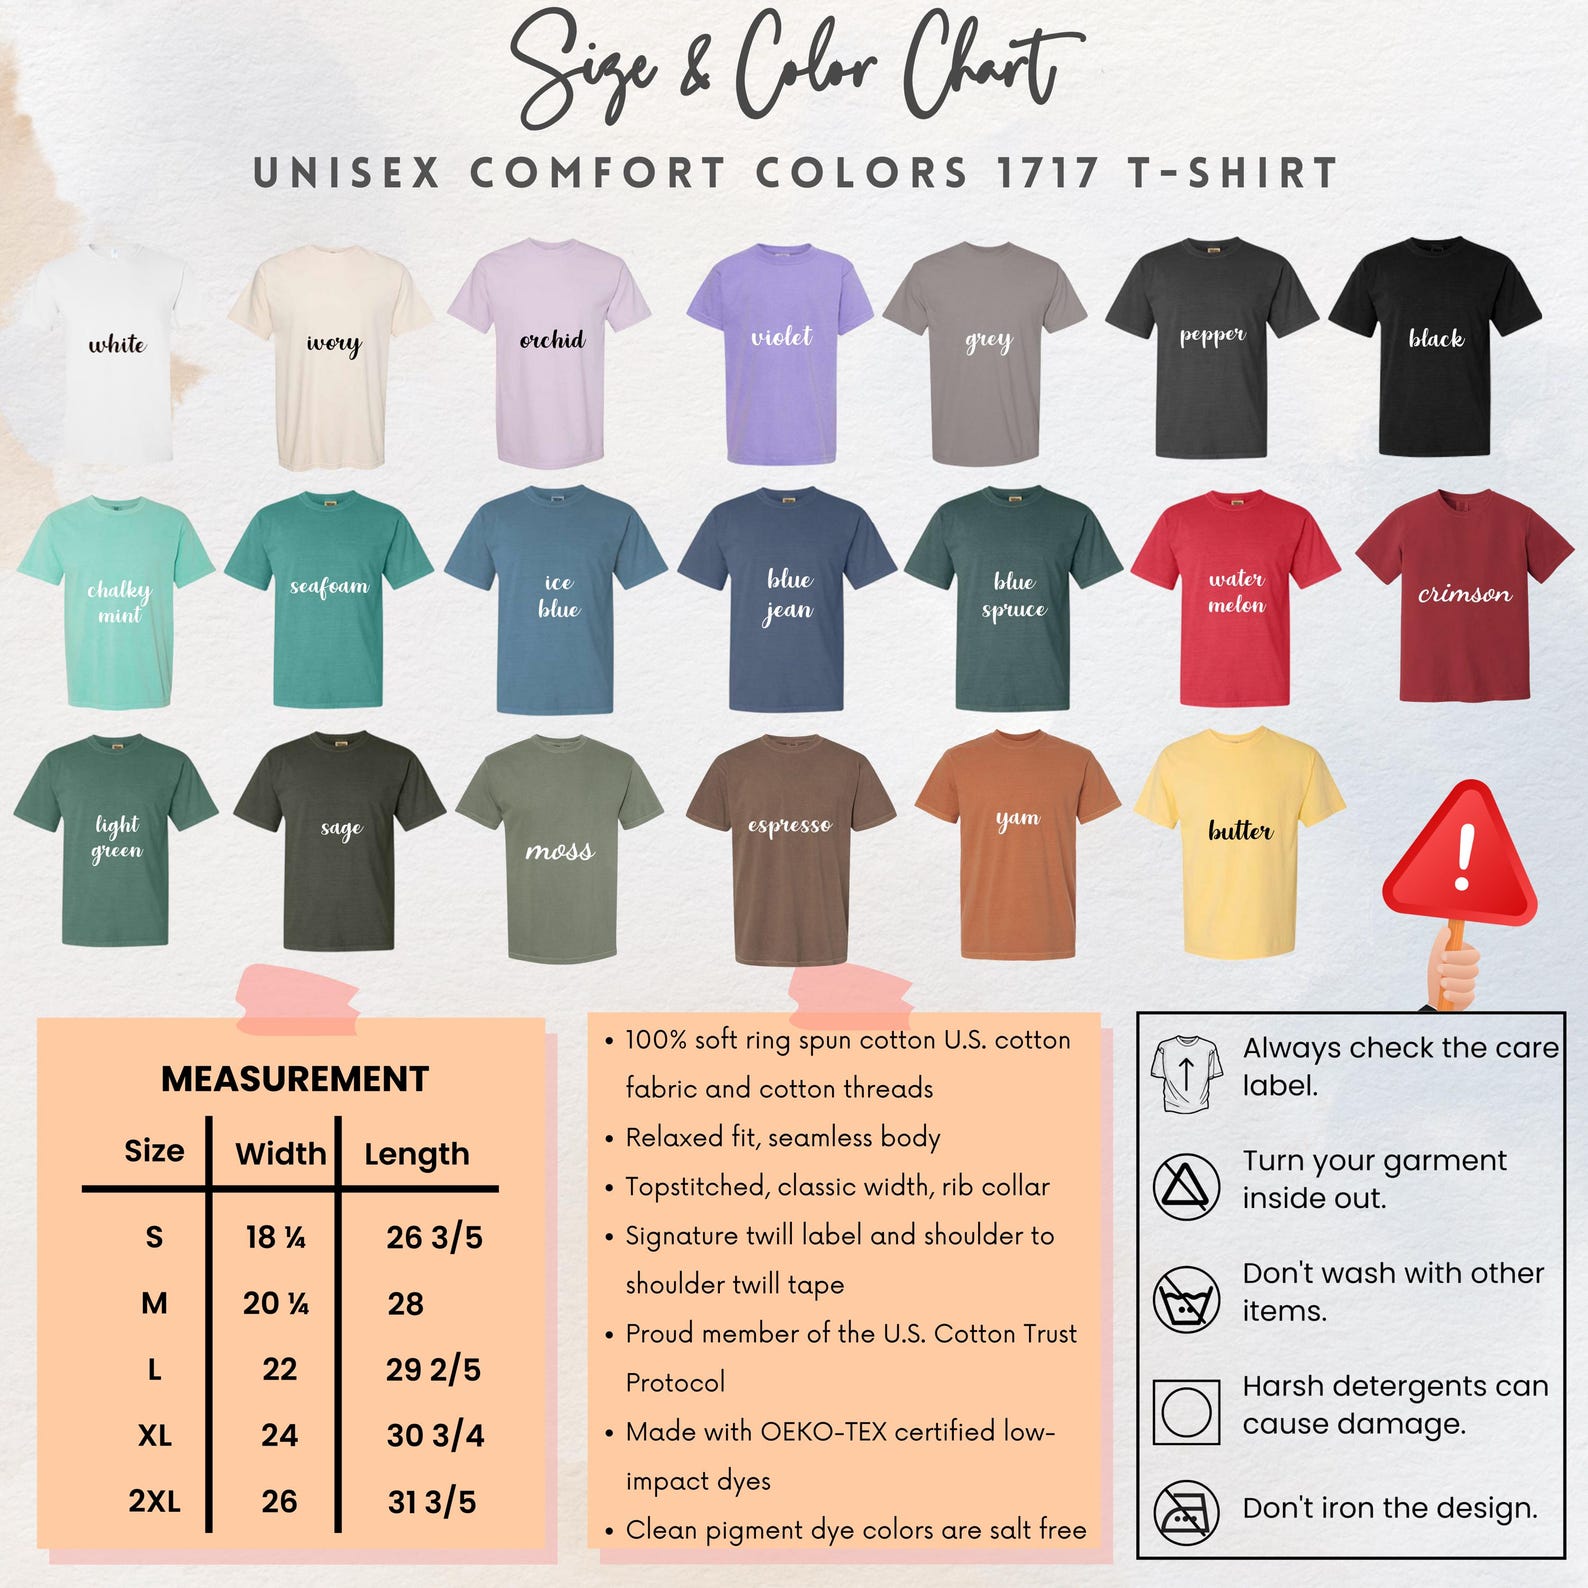 Size & Color Chart
UNISEX COMFORT COLORS 1717 T-SHIRT
white
ivory
orchid
violet
grey
pepper
black
chalky
mint
seafoam
ice
blue
blue
jean
blue
spruce
water
melon
crimson
light
green
sage
moss
espresso
yam
butter
!
MEASUREMENT
Size Width Length
S 18 ¼ 26 3/5
M 20 ¼ 28
L 22 29 2/5
XL 24 30 3/4
2XL 26 31 3/5
• 100% soft ring spun cotton U.S. cotton
fabric and cotton threads
• Relaxed fit, seamless body
• Topstitched, classic width, rib collar
• Signature twill label and shoulder to
shoulder twill tape
• Proud member of the U.S. Cotton Trust
Protocol
• Made with OEKO-TEX certified low-
impact dyes
• Clean pigment dye colors are salt free
Always check the care
label.
Turn your garment
inside out.
Don't wash with other
items.
Harsh detergents can
cause damage.
Don't iron the design.